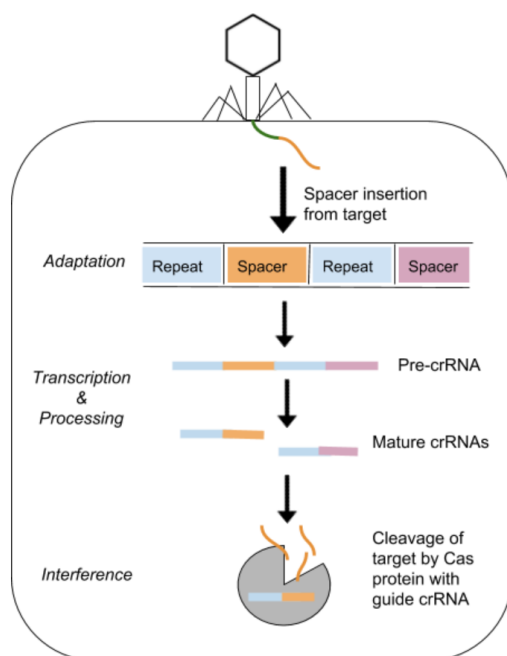 Spacer insertion
from target
Adaptation
Repeat Spacer Repeat Spacer
Pre-crRNA
Transcription
&
Processing
Mature crRNAs
Cleavage of
target by Cas
protein with
guide crRNA
Interference